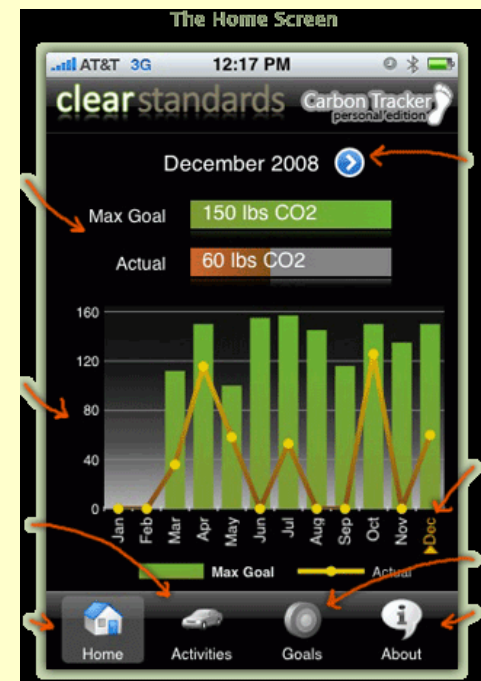 The Home Screen
AT&T 3G 12:17 PM
clearstandards Carbon Tracker
personal edition
December 2008
Max Goal 150 lbs CO2
Actual 60 lbs CO2
160
120
80
40
0
Jan Feb Mar Apr May Jun Jul Aug Sep Oct Nov Dec
Max Goal Actual
Home Activities Goals About